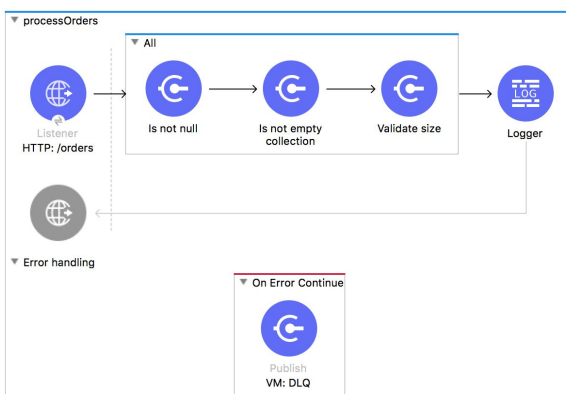 processOrders
All
LOG
Listener
HTTP: /orders
Is not null
Is not empty
collection
Validate size
Logger
Error handling
On Error Continue
Publish
VM: DLQ